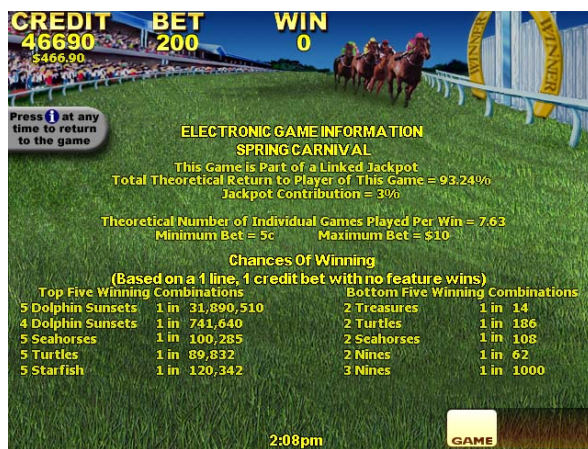 CREDIT BET WIN
46690 200 0
$466.90
WINNER
WINNER
Press i at any
time to return
to the game
ELECTRONIC GAME INFORMATION
SPRING CARNIVAL
This Game is Part of a Linked Jackpot
Total Theoretical Return to Player of This Game = 93.24%
Jackpot Contribution = 3%
Theoretical Number of Individual Games Played Per Win = 7.63
Minimum Bet = 5c Maximum Bet = $10
Chances Of Winning
(Based on a 1 line, 1 credit bet with no feature wins)
Top Five Winning Combinations Bottom Five Winning Combinations
5 Dolphin Sunsets 1 in 31,890,510 2 Treasures 1 in 14
4 Dolphin Sunsets 1 in 741,640 2 Turtles 1 in 186
5 Seahorses 1 in 100,285 2 Seahorses 1 in 108
5 Turtles 1 in 89,832 2 Nines 1 in 62
5 Starfish 1 in 120,342 3 Nines 1 in 1000
2:08pm
GAME